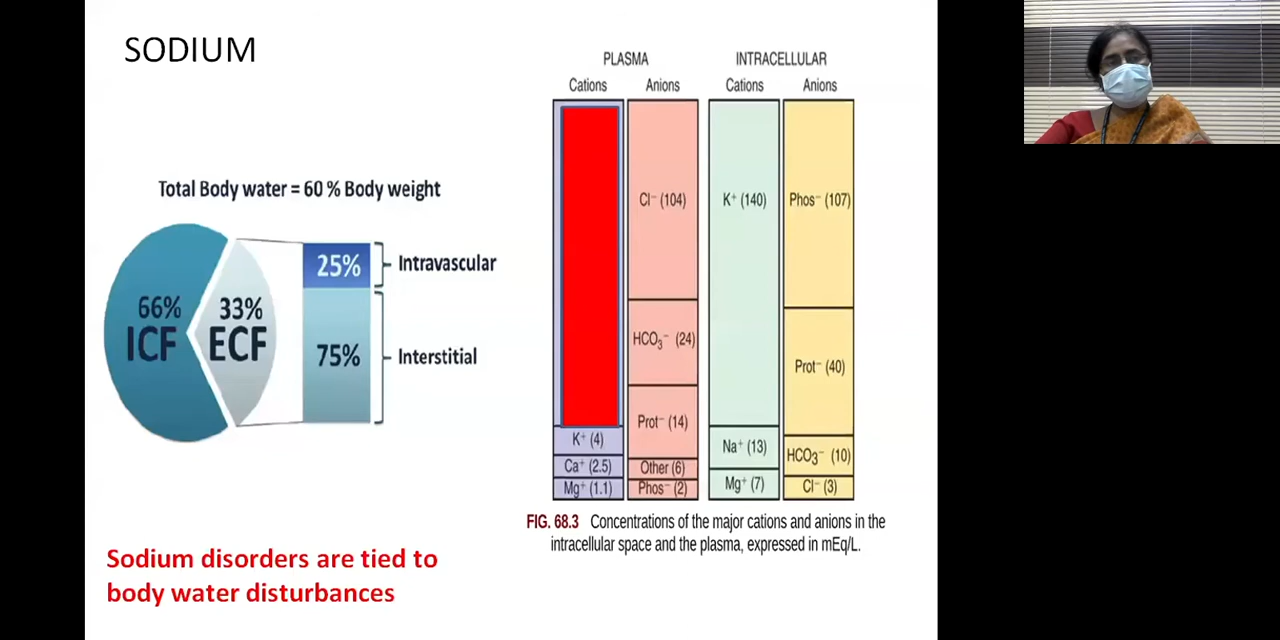 SODIUM
Total Body water = 60 % Body weight
66%
ICF
33%
ECF
25%
Intravascular
75%
Interstitial
Sodium disorders are tied to
body water disturbances
PLASMA
INTRACELLULAR
Cations
Anions
Cations
Anions
K⁺ (4)
Ca⁺ (2.5)
Mg⁺ (1.1)
Cl⁻ (104)
HCO₃⁻ (24)
Prot⁻ (14)
Other (6)
Phos⁻ (2)
K⁺ (140)
Na⁺ (13)
Mg⁺ (7)
Phos⁻ (107)
Prot⁻ (40)
HCO₃⁻ (10)
Cl⁻ (3)
FIG. 68.3 Concentrations of the major cations and anions in the
intracellular space and the plasma, expressed in mEq/L.